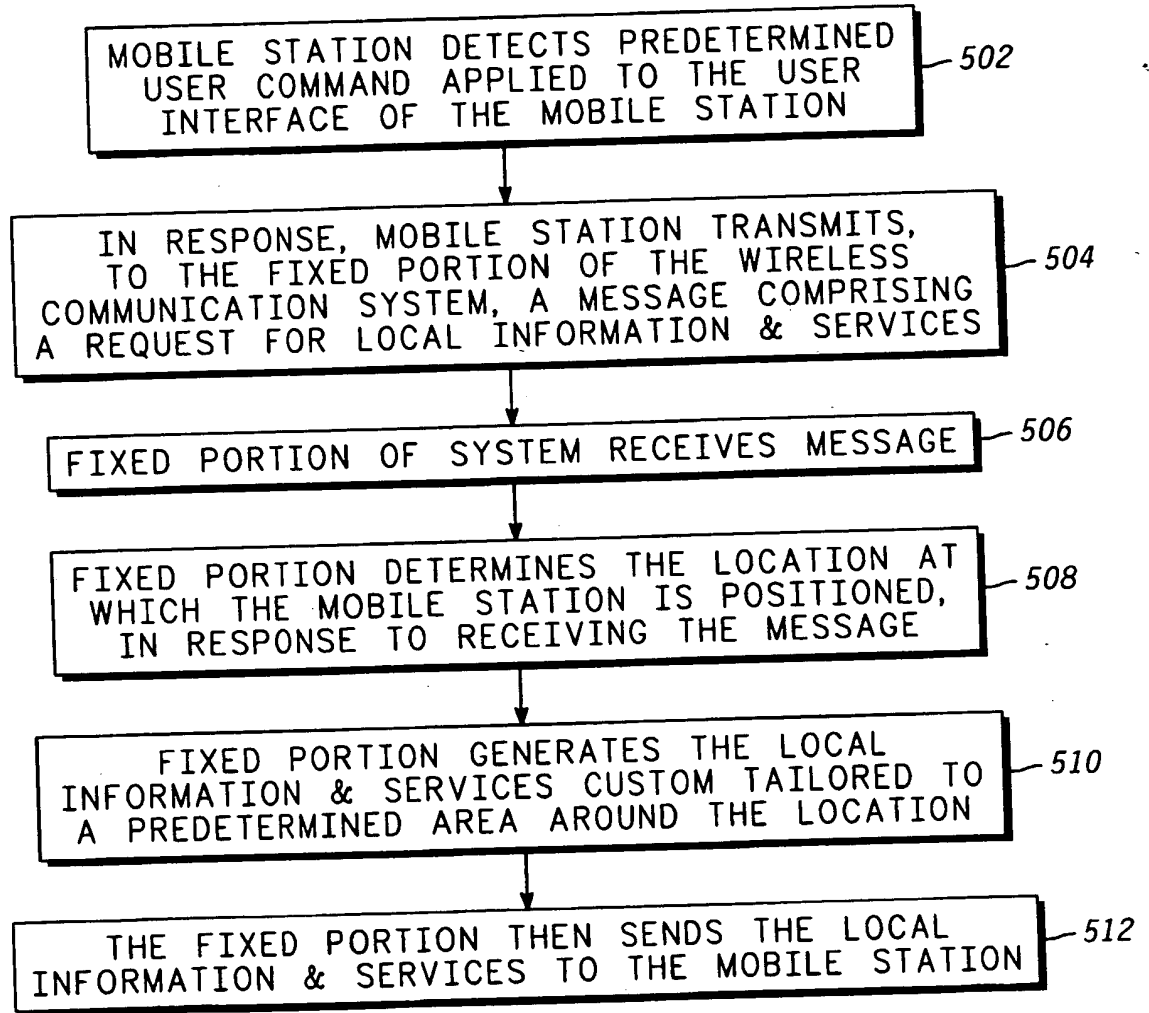 MOBILE STATION DETECTS PREDETERMINED
USER COMMAND APPLIED TO THE USER
INTERFACE OF THE MOBILE STATION
502
IN RESPONSE, MOBILE STATION TRANSMITS,
TO THE FIXED PORTION OF THE WIRELESS
COMMUNICATION SYSTEM, A MESSAGE COMPRISING
A REQUEST FOR LOCAL INFORMATION & SERVICES
504
FIXED PORTION OF SYSTEM RECEIVES MESSAGE
506
FIXED PORTION DETERMINES THE LOCATION AT
WHICH THE MOBILE STATION IS POSITIONED,
IN RESPONSE TO RECEIVING THE MESSAGE
508
FIXED PORTION GENERATES THE LOCAL
INFORMATION & SERVICES CUSTOM TAILORED TO
A PREDETERMINED AREA AROUND THE LOCATION
510
THE FIXED PORTION THEN SENDS THE LOCAL
INFORMATION & SERVICES TO THE MOBILE STATION
512